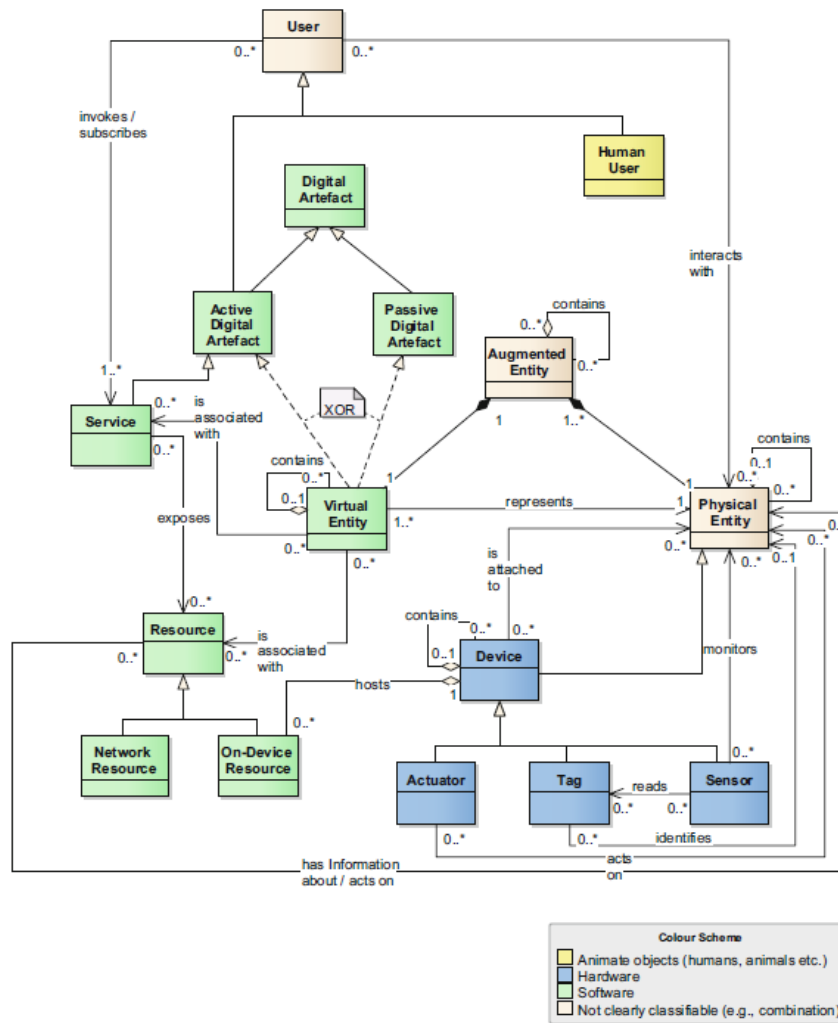 User
0..*
0..*
invokes /
subscribes
Human
User
Digital
Artefact
interacts
with
Active
Digital
Artefact
Passive
Digital
Artefact
contains
0..*
Augmented
Entity
0..*
1..*
XOR
Service
0..*
is
associated
with
0..*
1
1..*
contains
0..*
0..1
Virtual
Entity
1
represents
1..*
0..*
0..*
contains
0..*
0..1
0..*
1
1
Physical
Entity
0..*
0..*
0..1
0..*
0..
exposes
is
attached
to
0..*
Resource
0..*
0..*
is
associated
with
contains
0..*
0..1
Device
0..*
1
monitors
hosts
0..*
Network
Resource
On-Device
Resource
Actuator
Tag
Sensor
0..*
reads
0..*
0..*
0..*
0..*
identifies
acts
on
has Information
about / acts on
Colour Scheme
Animate objects (humans, animals etc.)
Hardware
Software
Not clearly classifiable (e.g., combination)